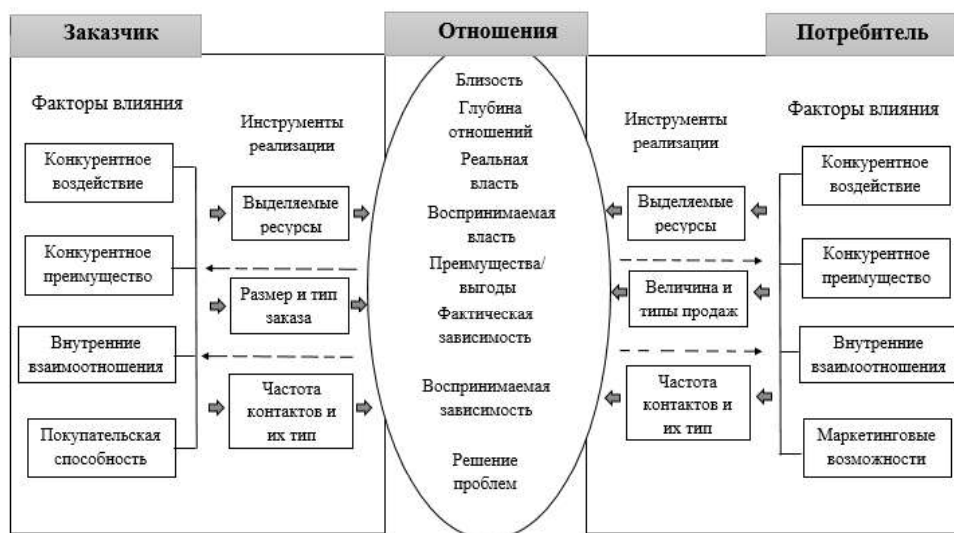 Заказчик
Отношения
Потребитель
Факторы влияния
Конкурентное
воздействие
Конкурентное
преимущество
Внутренние
взаимоотношения
Покупательская
способность
Инструменты
реализации
Выделяемые
ресурсы
Размер и тип
заказа
Частота
контактов и
их тип
Близость
Глубина
отношений
Реальная
власть
Воспринимаемая
власть
Преимущества/
выгоды
Фактическая
зависимость
Воспринимаемая
зависимость
Решение
проблем
Инструменты
реализации
Выделяемые
ресурсы
Величина и
типы продаж
Частота
контактов и
их тип
Факторы влияния
Конкурентное
воздействие
Конкурентное
преимущество
Внутренние
взаимоотношения
Маркетинговые
возможности